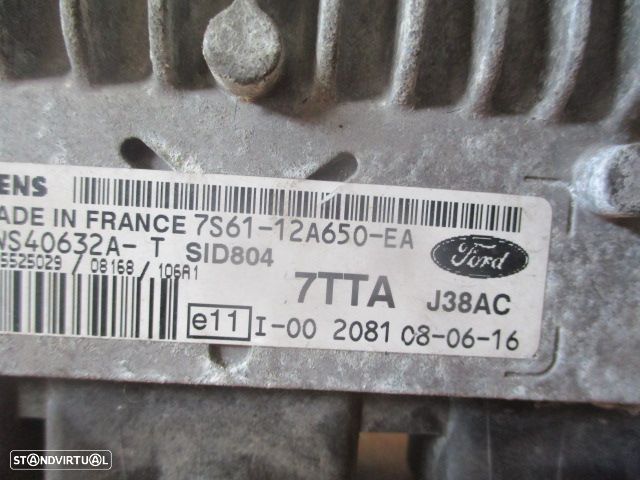 ENS
ADE IN FRANCE 7S61-12A650-EA
WS40632A- T SID804
5525029 / 08168 / 106A1
Ford
7TTA J38AC
e11 I-00 2081 08-06-16
STANDVIRTUAL